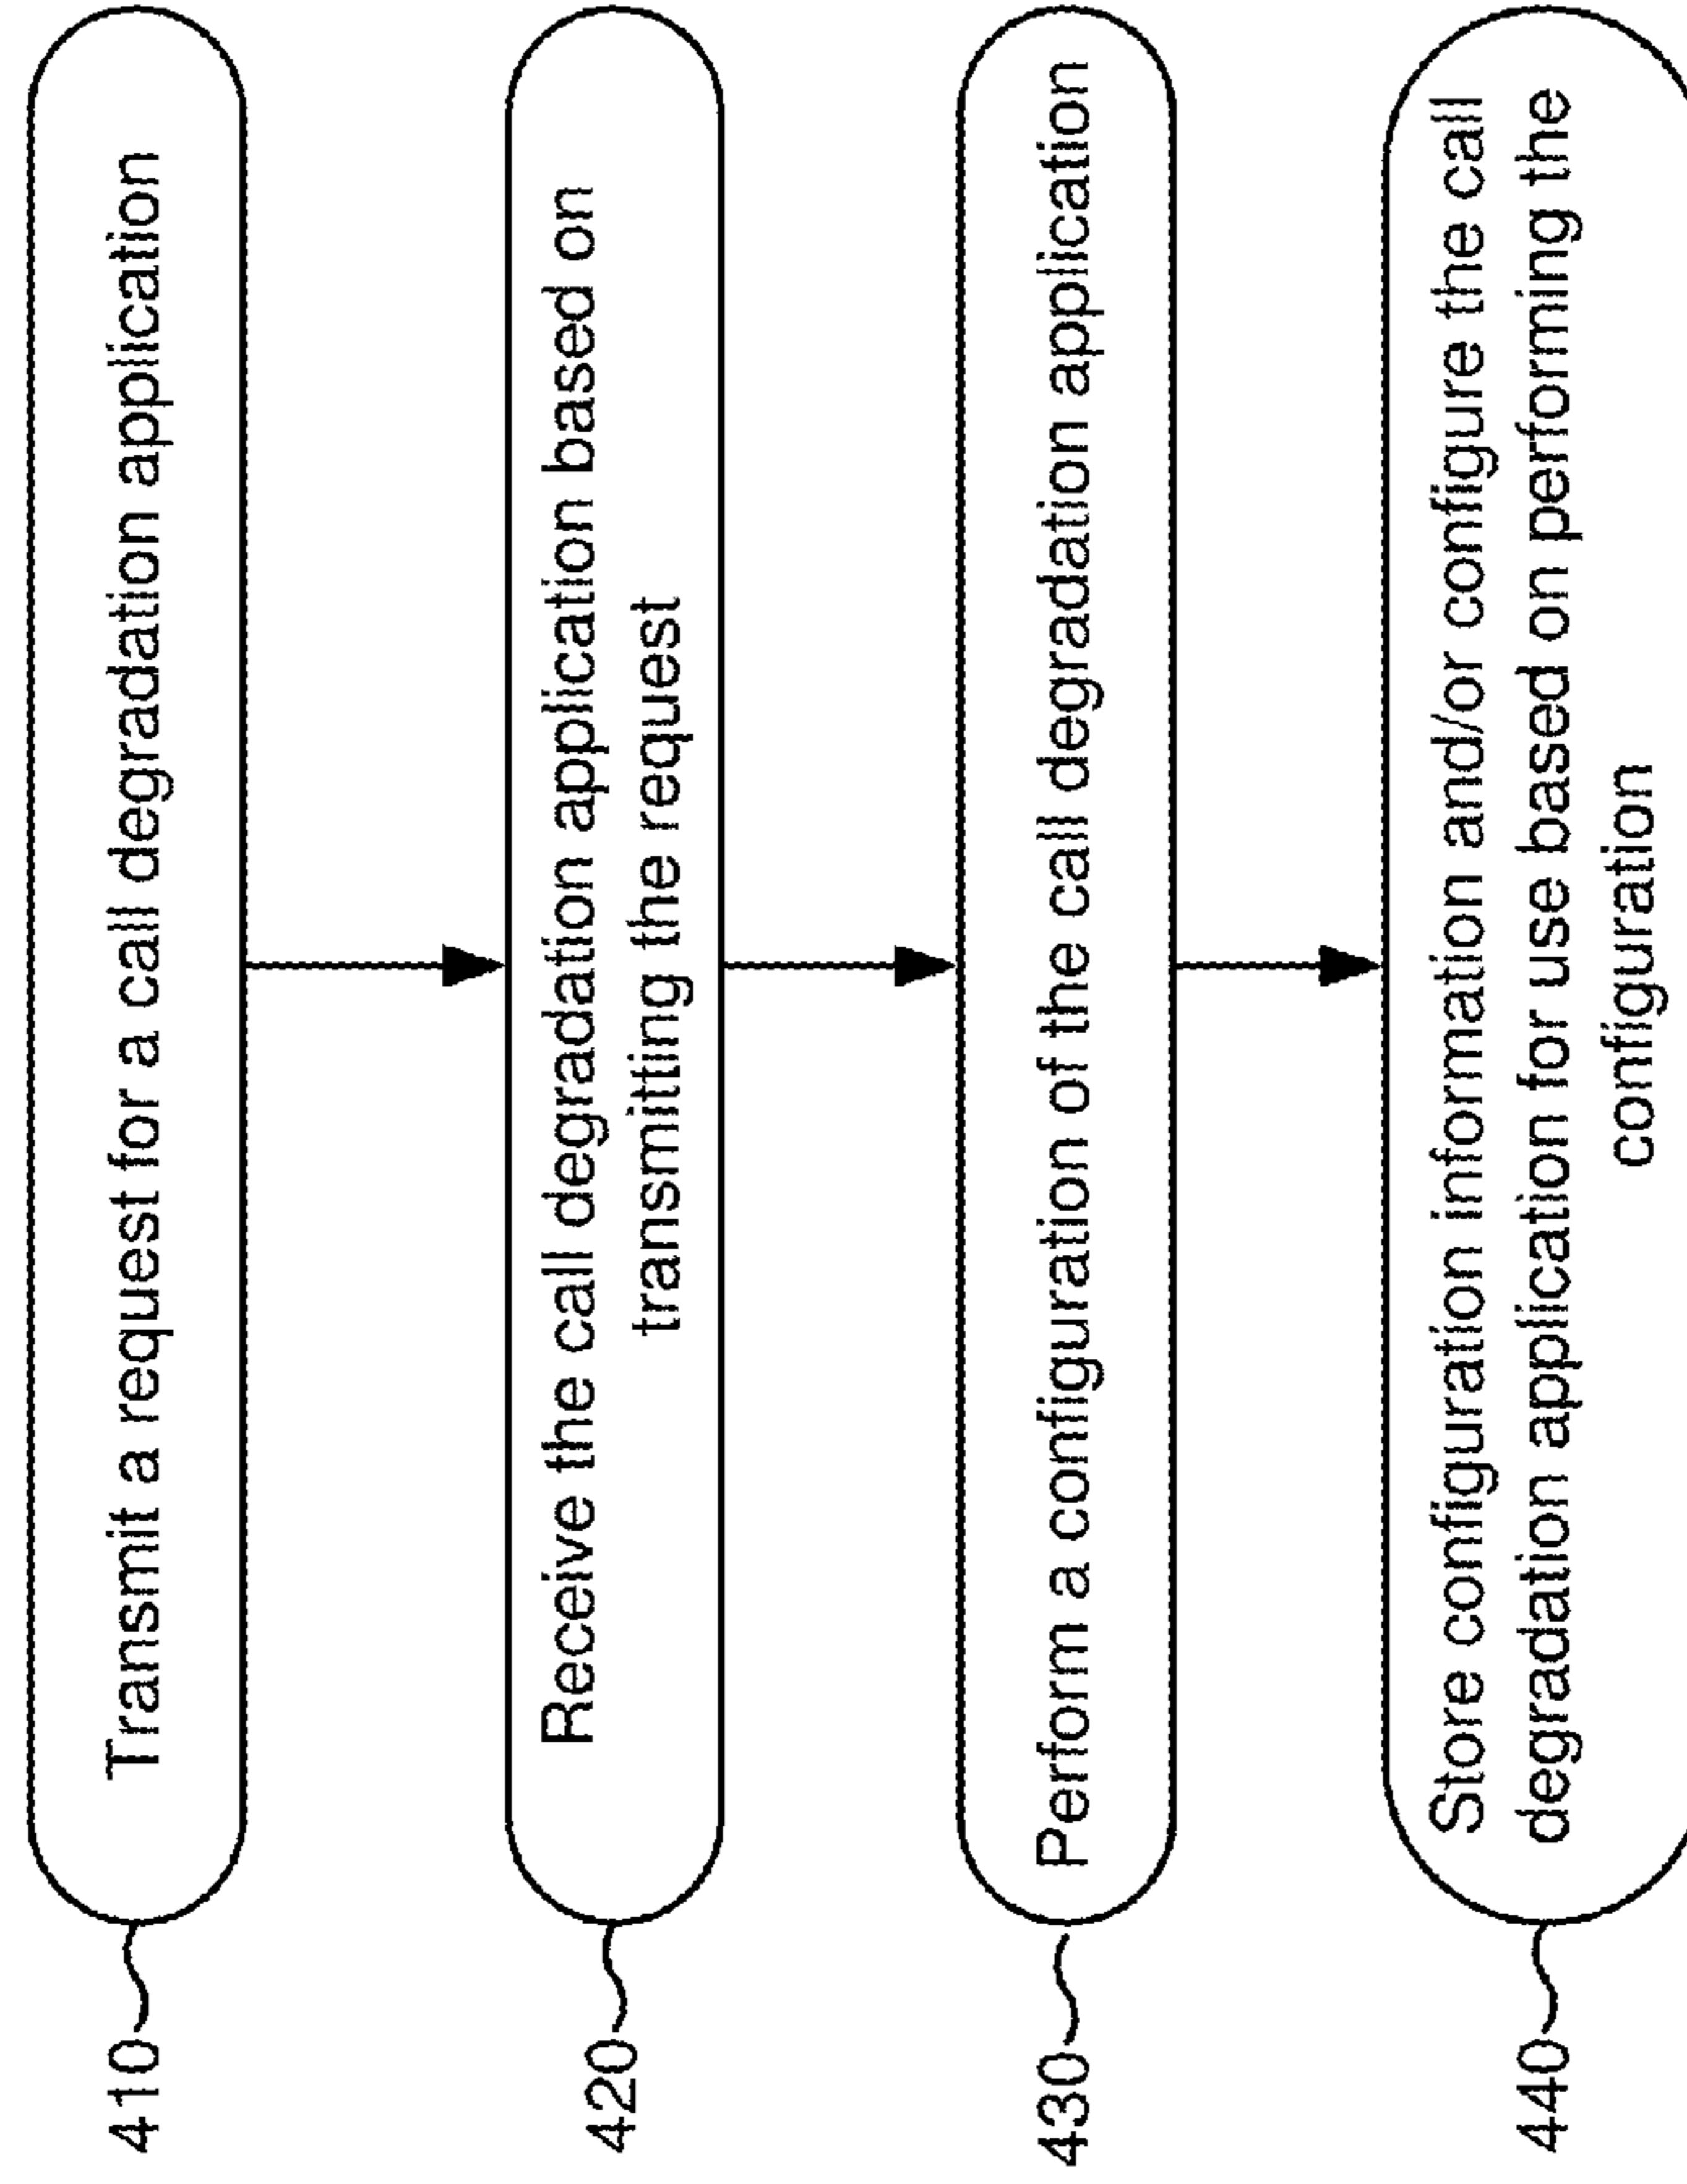 410
Transmit a request for a call degradation application
420
Receive the call degradation application based on
transmitting the request
430
Perform a configuration of the call degradation application
440
Store configuration information and/or configure the call
degradation application for use based on performing the
configuration